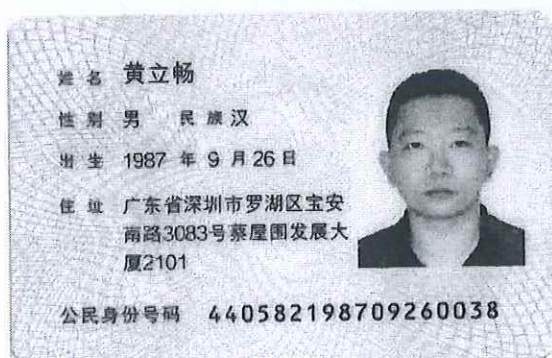 姓名 黄立畅
性别 男 民族 汉
出生 1987 年 9 月 26 日
住址 广东省深圳市罗湖区宝安
南路3083号蔡屋围发展大
厦2101
公民身份号码 440582198709260038